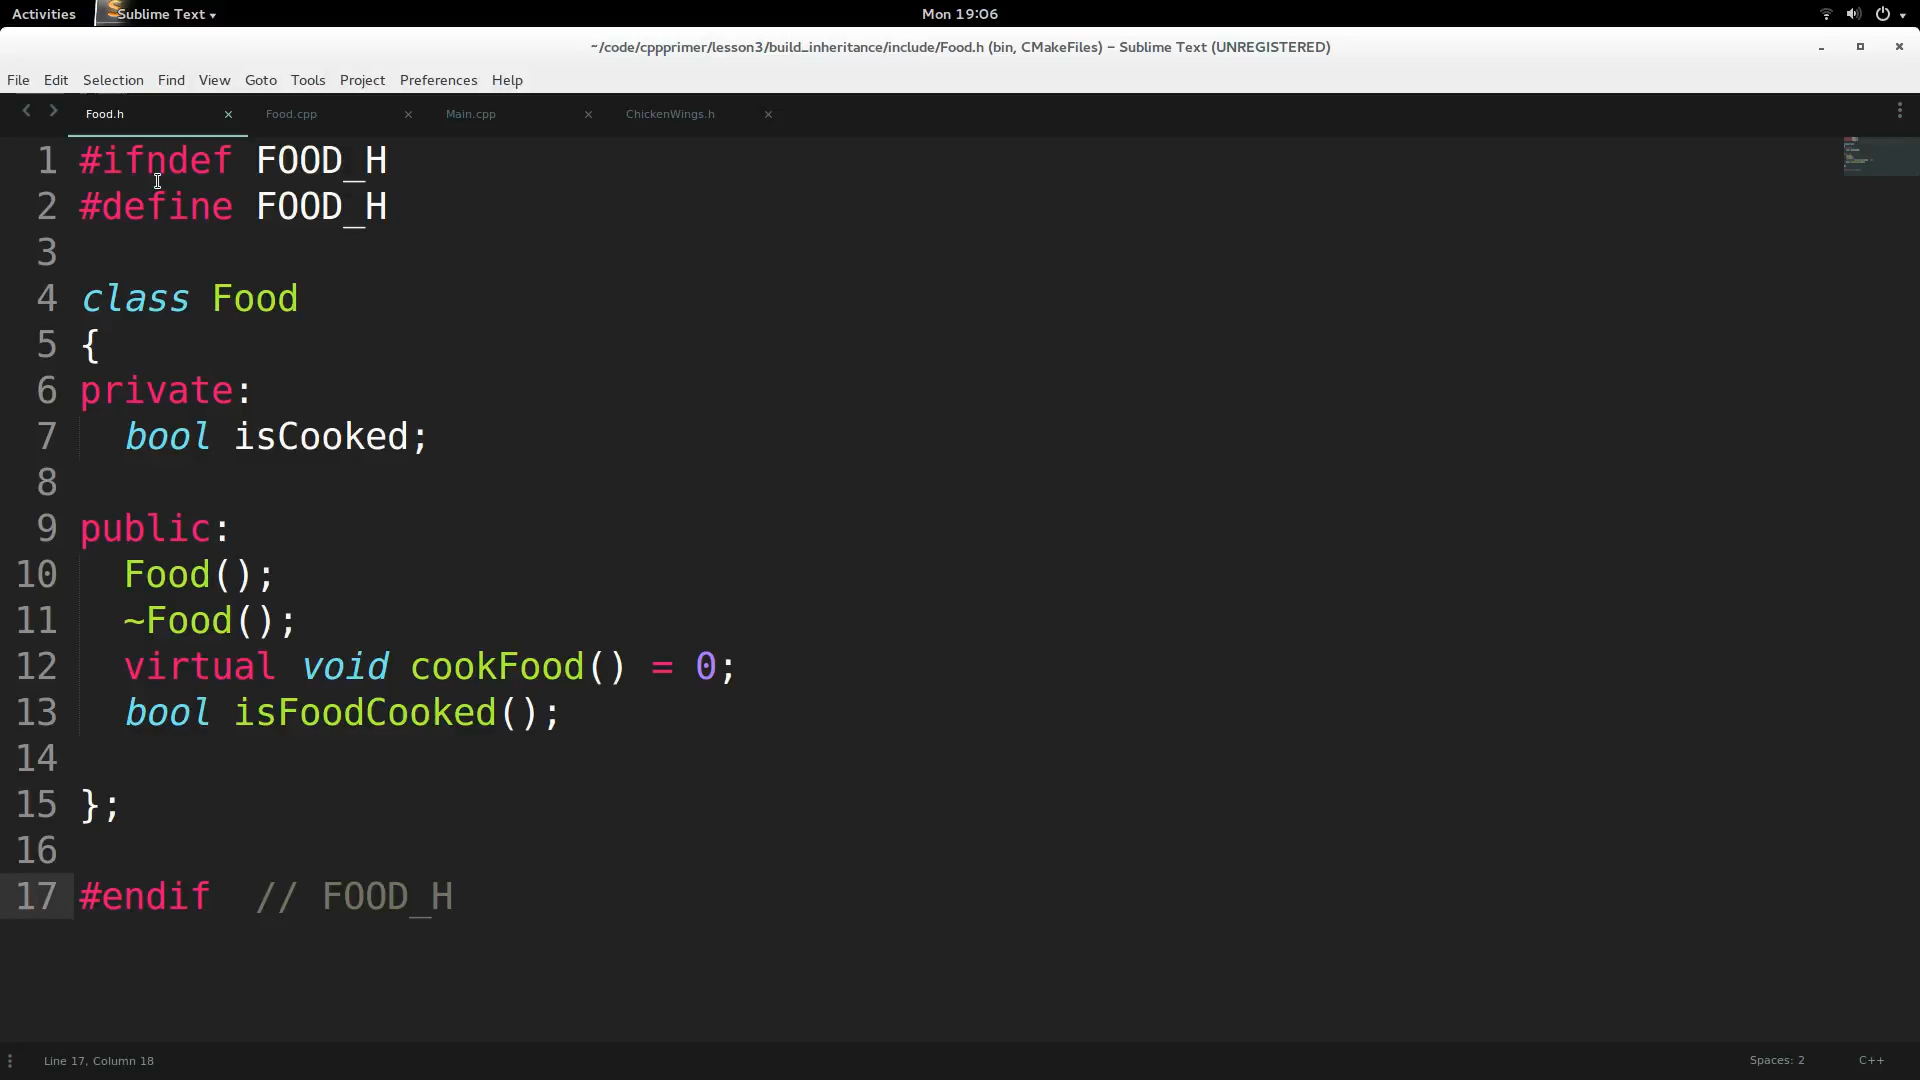 Activities Sublime Text Mon 19:06
~/code/cppprimer/lesson3/build_inheritance/include/Food.h (bin, CMakeFiles) – Sublime Text (UNREGISTERED)
File Edit Selection Find View Goto Tools Project Preferences Help
Food.h Food.cpp Main.cpp ChickenWings.h
1 #ifndef FOOD_H
2 #define FOOD_H
3
4 class Food
5 {
6 private:
7   bool isCooked;
8
9 public:
10   Food();
11   ~Food();
12   virtual void cookFood() = 0;
13   bool isFoodCooked();
14
15 };
16
17 #endif  // FOOD_H
Line 17, Column 18 Spaces: 2 C++